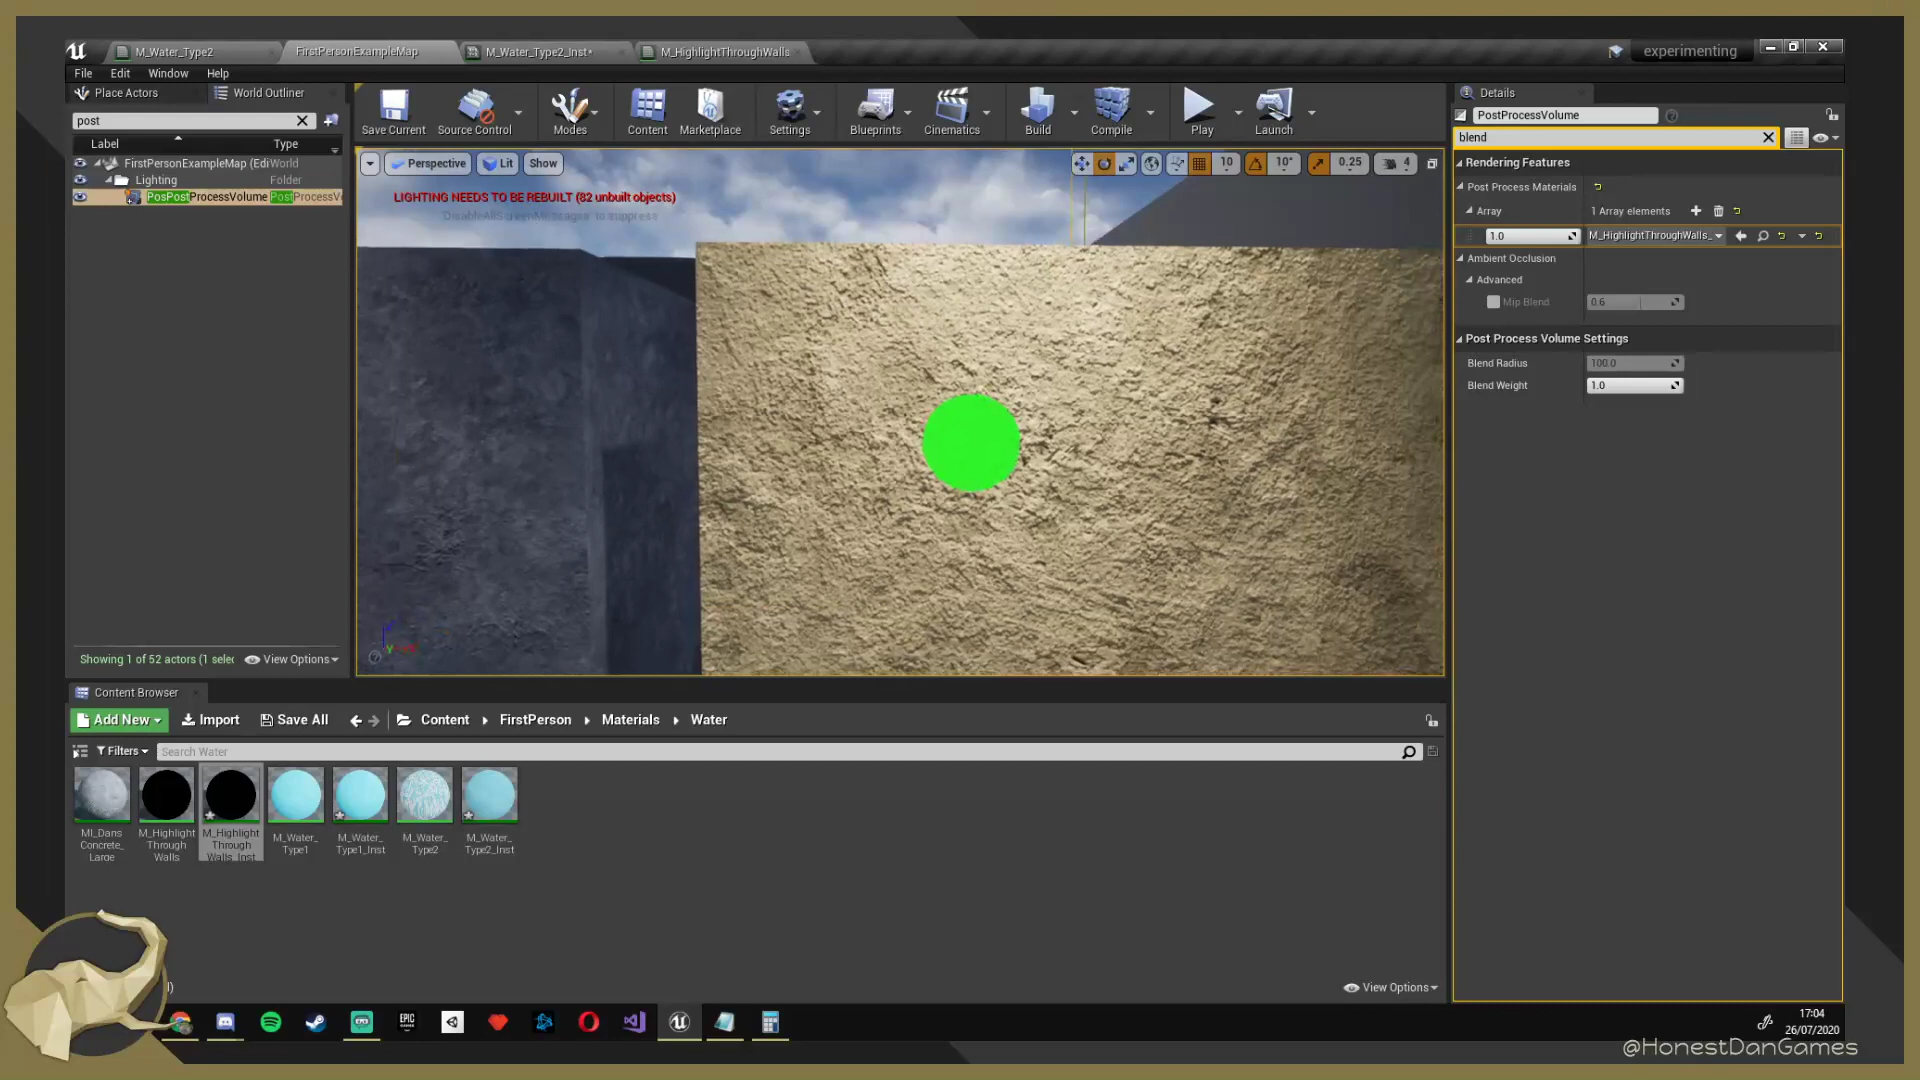 M_Water_Type2
FirstPersonExampleMap
M_Water_Type2_Inst*
M_HighlightThroughWalls
experimenting
File Edit Window Help
Place Actors
World Outliner
post
Label
Type
FirstPersonExampleMap (Edi World
Lighting Folder
PosPostProcessVolume PostProcessV
Showing 1 of 52 actors (1 selec
View Options
Save Current
Source Control
Modes
Content
Marketplace
Settings
Blueprints
Cinematics
Build
Compile
Play
Launch
Perspective
Lit
Show
10
10°
0.25
4
LIGHTING NEEDS TO BE REBUILT (82 unbuilt objects)
'DisableAllScreenMessages' to suppress
Details
PostProcessVolume
blend
Rendering Features
Post Process Materials
Array
1 Array elements
1.0
M_HighlightThroughWalls_
Ambient Occlusion
Advanced
Mip Blend
0.6
Post Process Volume Settings
Blend Radius
100.0
Blend Weight
1.0
Content Browser
Add New
Import
Save All
Content
FirstPerson
Materials
Water
Filters
Search Water
MI_Dans
Concrete_
Large
M_Highlight
Through
Walls
M_Highlight
Through
Walls_Inst
M_Water_
Type1
M_Water_
Type1_Inst
M_Water_
Type2
M_Water_
Type2_Inst
View Options
EPIC
GAMES
17:04
26/07/2020
@HonestDanGames